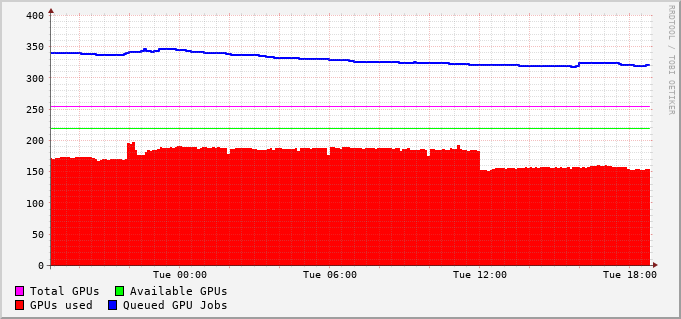 400
350
300
250
200
150
100
50
0
Tue 00:00 Tue 06:00 Tue 12:00 Tue 18:00
Total GPUs Available GPUs
GPUs used Queued GPU Jobs
RRDTOOL / TOBI OETIKER